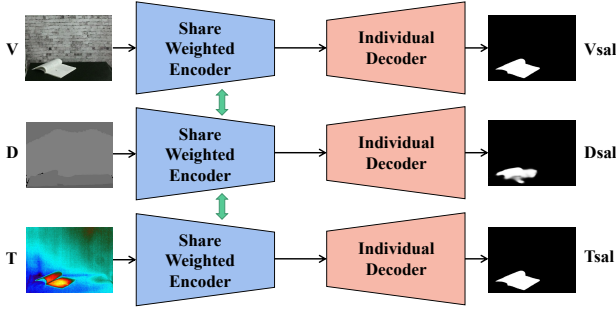 V
Share
Weighted
Encoder
Individual
Decoder
Vsal
D
Share
Weighted
Encoder
Individual
Decoder
Dsal
T
Share
Weighted
Encoder
Individual
Decoder
Tsal